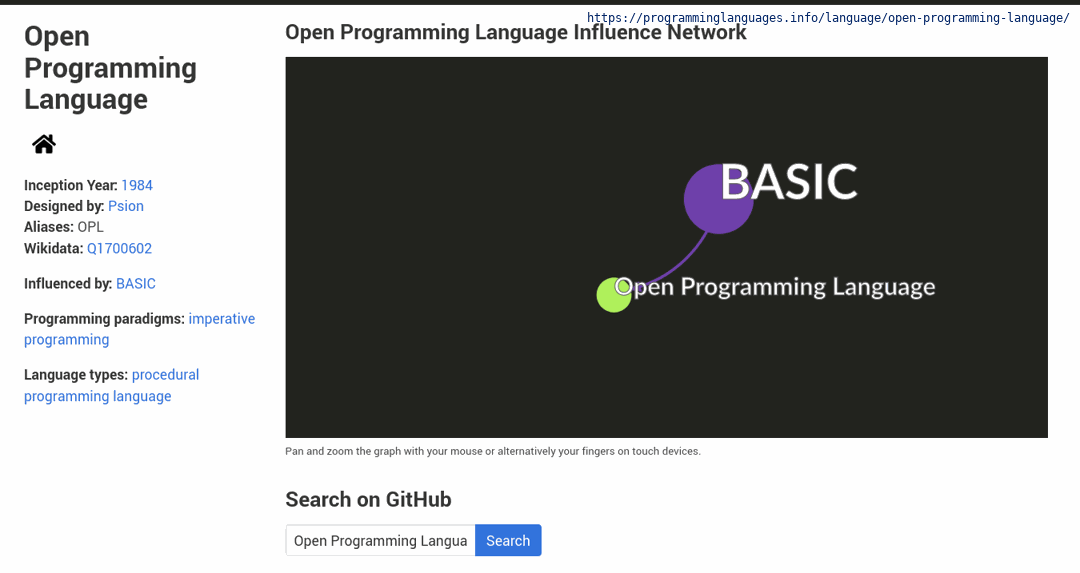 https://programminglanguages.info/language/open-programming-language/
Open
Programming
Language
Inception Year: 1984
Designed by: Psion
Aliases: OPL
Wikidata: Q1700602
Influenced by: BASIC
Programming paradigms: imperative
programming
Language types: procedural
programming language
Open Programming Language Influence Network
BASIC
Open Programming Language
Pan and zoom the graph with your mouse or alternatively your fingers on touch devices.
Search on GitHub
Open Programming Langua
Search